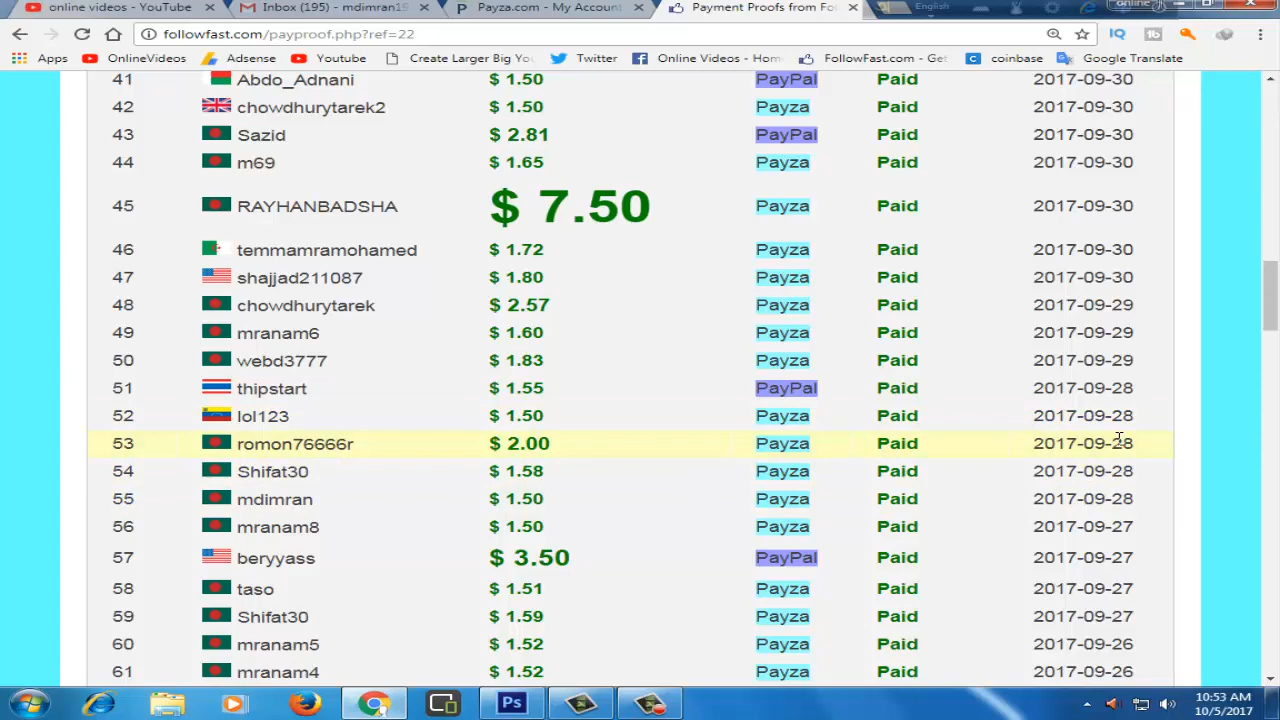 online videos - YouTube Inbox (195) - mdimran19 Payza.com - My Account Payment Proofs from Fo English online
followfast.com/payproof.php?ref=22
Apps OnlineVideos Adsense Youtube Create Larger Big You Twitter Online Videos - Hom FollowFast.com - Get coinbase Google Translate
41 Abdo_Adnani $ 1.50 PayPal Paid 2017-09-30
42 chowdhurytarek2 $ 1.50 Payza Paid 2017-09-30
43 Sazid $ 2.81 PayPal Paid 2017-09-30
44 m69 $ 1.65 Payza Paid 2017-09-30
45 RAYHANBADSHA $ 7.50 Payza Paid 2017-09-30
46 temmamramohamed $ 1.72 Payza Paid 2017-09-30
47 shajjad211087 $ 1.80 Payza Paid 2017-09-30
48 chowdhurytarek $ 2.57 Payza Paid 2017-09-29
49 mranam6 $ 1.60 Payza Paid 2017-09-29
50 webd3777 $ 1.83 Payza Paid 2017-09-29
51 thipstart $ 1.55 PayPal Paid 2017-09-28
52 lol123 $ 1.50 Payza Paid 2017-09-28
53 romon76666r $ 2.00 Payza Paid 2017-09-28
54 Shifat30 $ 1.58 Payza Paid 2017-09-28
55 mdimran $ 1.50 Payza Paid 2017-09-28
56 mranam8 $ 1.50 Payza Paid 2017-09-27
57 beryyass $ 3.50 PayPal Paid 2017-09-27
58 taso $ 1.51 Payza Paid 2017-09-27
59 Shifat30 $ 1.59 Payza Paid 2017-09-27
60 mranam5 $ 1.52 Payza Paid 2017-09-26
61 mranam4 $ 1.52 Payza Paid 2017-09-26
Ps 10:53 AM
10/5/2017